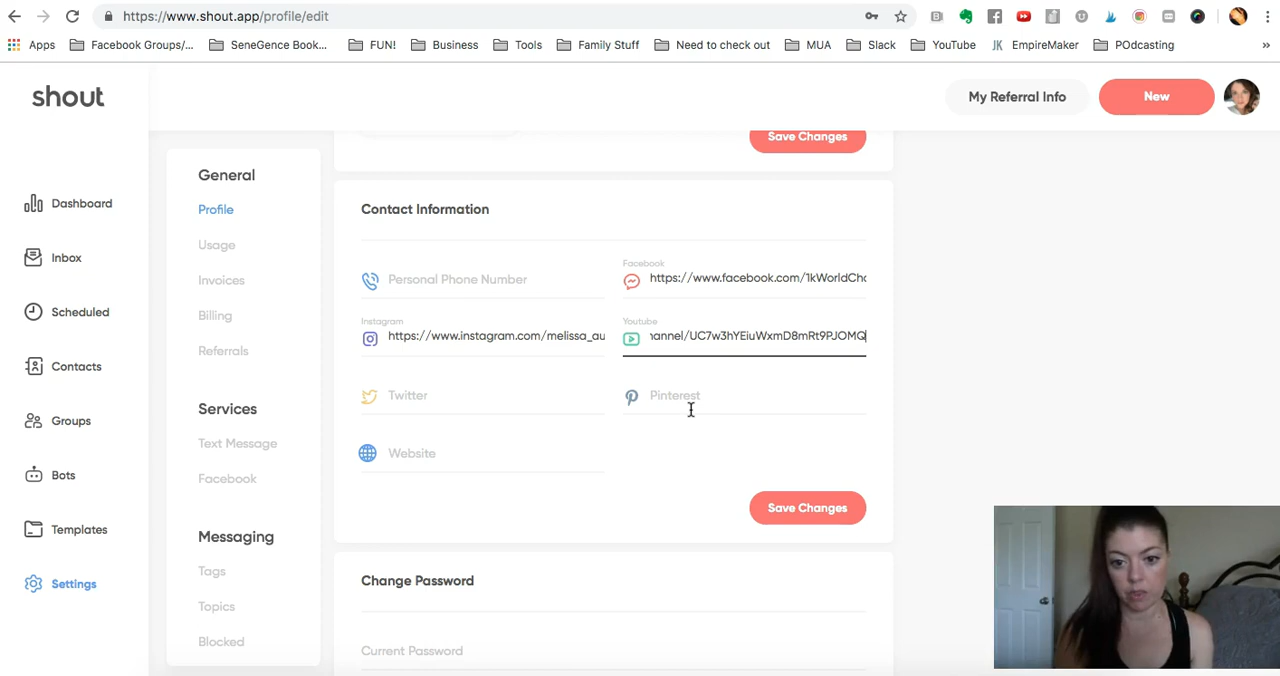 https://www.shout.app/profile/edit
Apps Facebook Groups/... SeneGence Book... FUN! Business Tools Family Stuff Need to check out MUA Slack YouTube JK EmpireMaker POdcasting »
shout
My Referral Info
New
Dashboard
Inbox
Scheduled
Contacts
Groups
Bots
Templates
Settings
General
Profile
Usage
Invoices
Billing
Referrals
Services
Text Message
Facebook
Messaging
Tags
Topics
Blocked
Save Changes
Contact Information
Personal Phone Number
Facebook
https://www.facebook.com/1kWorldCha
Instagram
https://www.instagram.com/melissa_au
Youtube
hannel/UC7w3hYEiuWxmD8mRt9PJOMQ
Twitter
Pinterest
Website
Save Changes
Change Password
Current Password